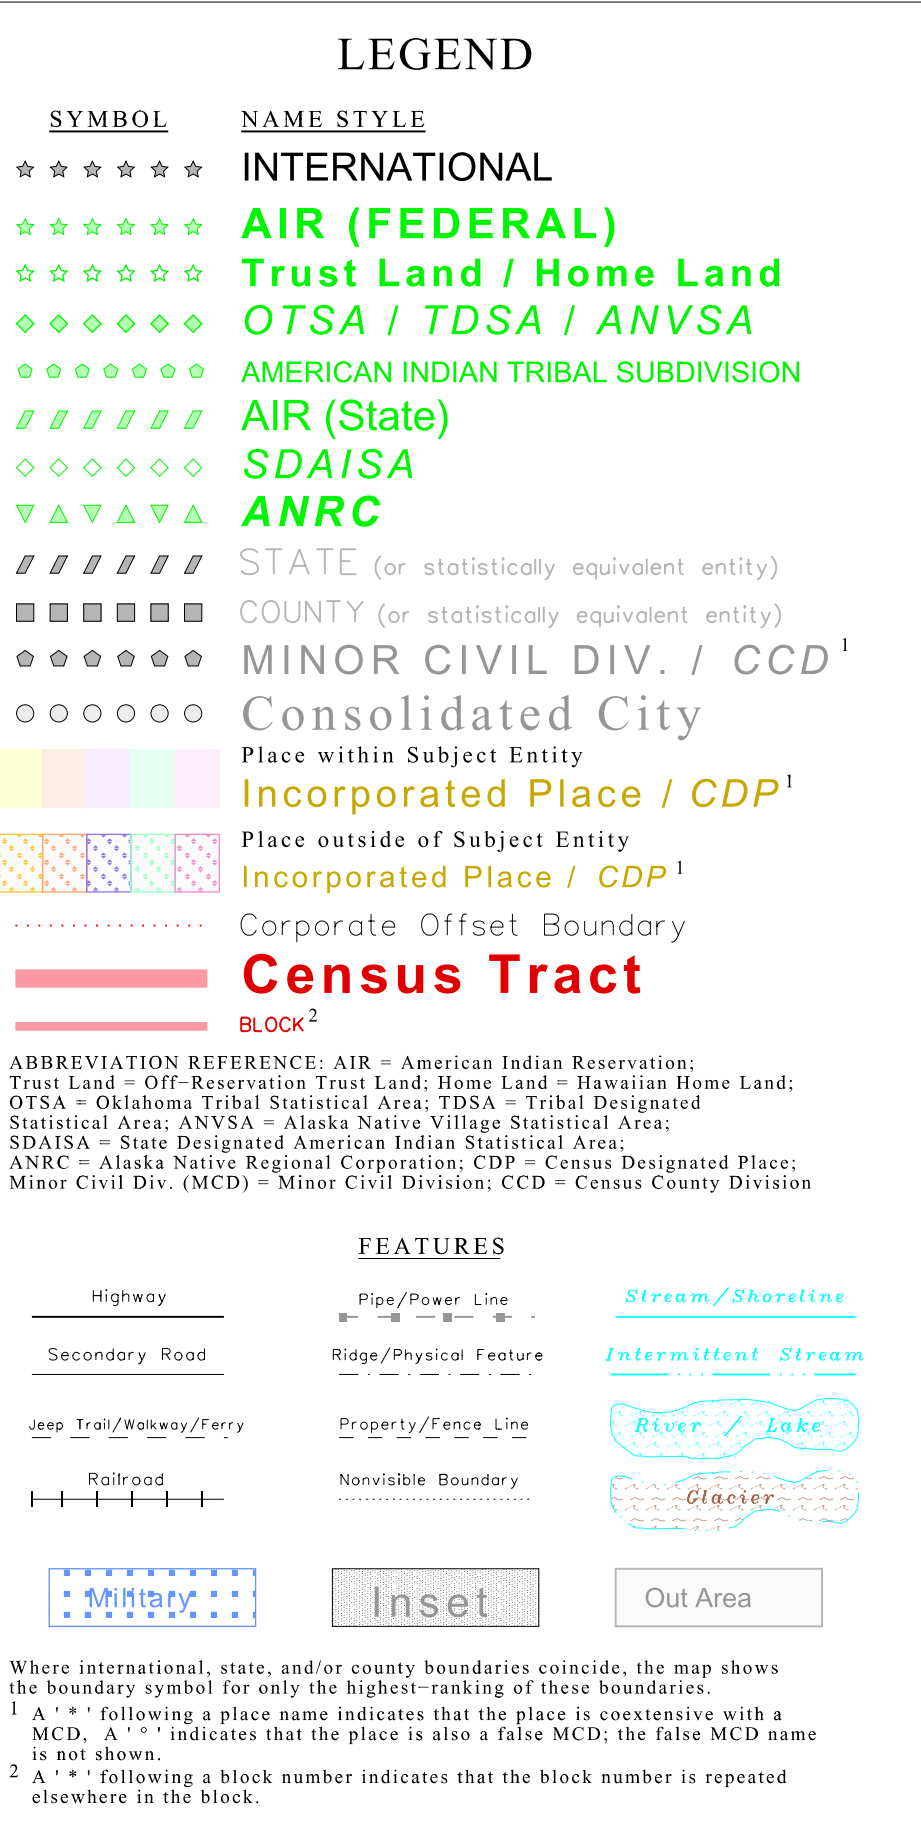 LEGEND
SYMBOL NAME STYLE
INTERNATIONAL
AIR (FEDERAL)
Trust Land / Home Land
OTSA / TDSA / ANVSA
AMERICAN INDIAN TRIBAL SUBDIVISION
AIR (State)
SDAISA
ANRC
STATE (or statistically equivalent entity)
COUNTY (or statistically equivalent entity)
MINOR CIVIL DIV. / CCD 1
Consolidated City
Place within Subject Entity
Incorporated Place / CDP 1
Place outside of Subject Entity
Incorporated Place / CDP 1
Corporate Offset Boundary
Census Tract
BLOCK 2
ABBREVIATION REFERENCE: AIR = American Indian Reservation;
Trust Land = Off−Reservation Trust Land; Home Land = Hawaiian Home Land;
OTSA = Oklahoma Tribal Statistical Area; TDSA = Tribal Designated
Statistical Area; ANVSA = Alaska Native Village Statistical Area;
SDAISA = State Designated American Indian Statistical Area;
ANRC = Alaska Native Regional Corporation; CDP = Census Designated Place;
Minor Civil Div. (MCD) = Minor Civil Division; CCD = Census County Division
FEATURES
Highway Pipe/Power Line Stream/Shoreline
Secondary Road Ridge/Physical Feature Intermittent Stream
Jeep Trail/Walkway/Ferry Property/Fence Line River / Lake
Railroad Nonvisible Boundary Glacier
Military Inset Out Area
Where international, state, and/or county boundaries coincide, the map shows
the boundary symbol for only the highest−ranking of these boundaries.
1 A ' * ' following a place name indicates that the place is coextensive with a
MCD, A ' ° ' indicates that the place is also a false MCD; the false MCD name
is not shown.
2 A ' * ' following a block number indicates that the block number is repeated
elsewhere in the block.